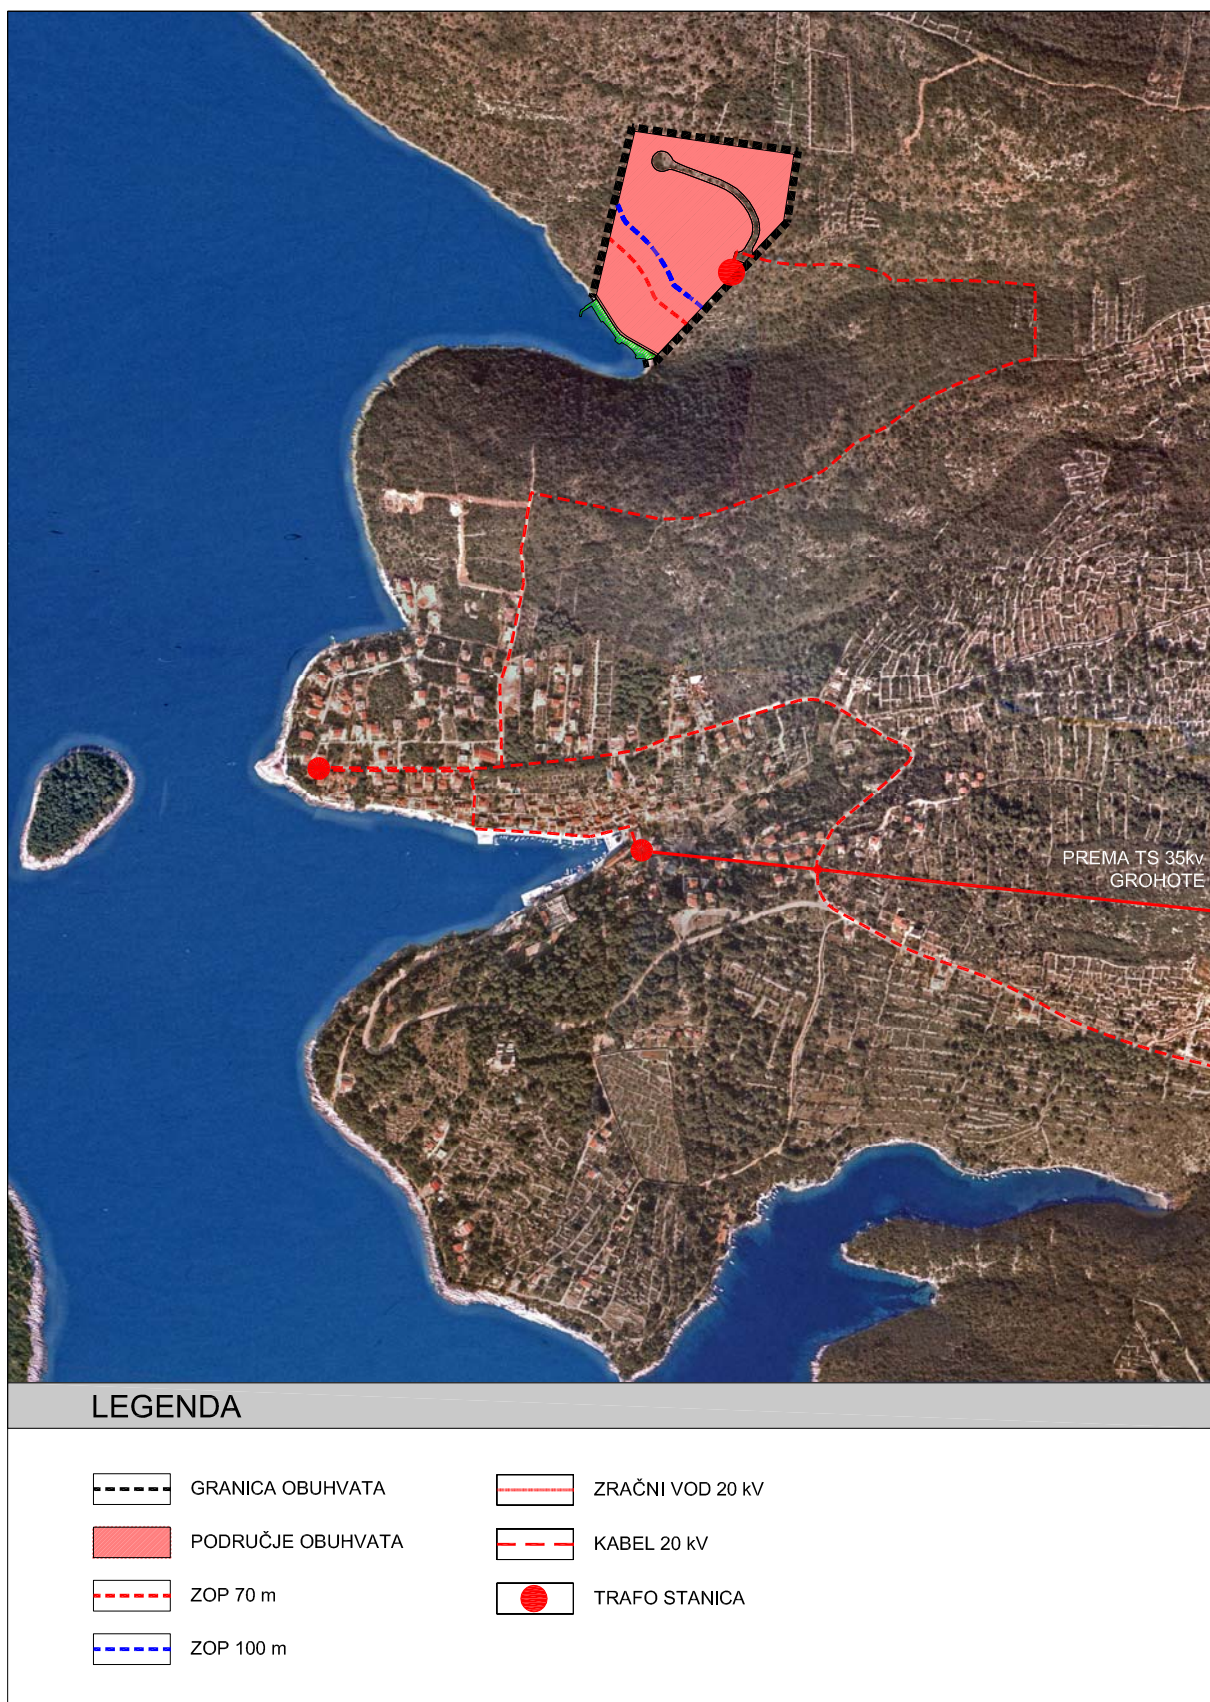 PREMA TS 35kv
GROHOTE
LEGENDA
GRANICA OBUHVATA
PODRUČJE OBUHVATA
ZOP 70 m
ZOP 100 m
ZRAČNI VOD 20 kV
KABEL 20 kV
TRAFO STANICA